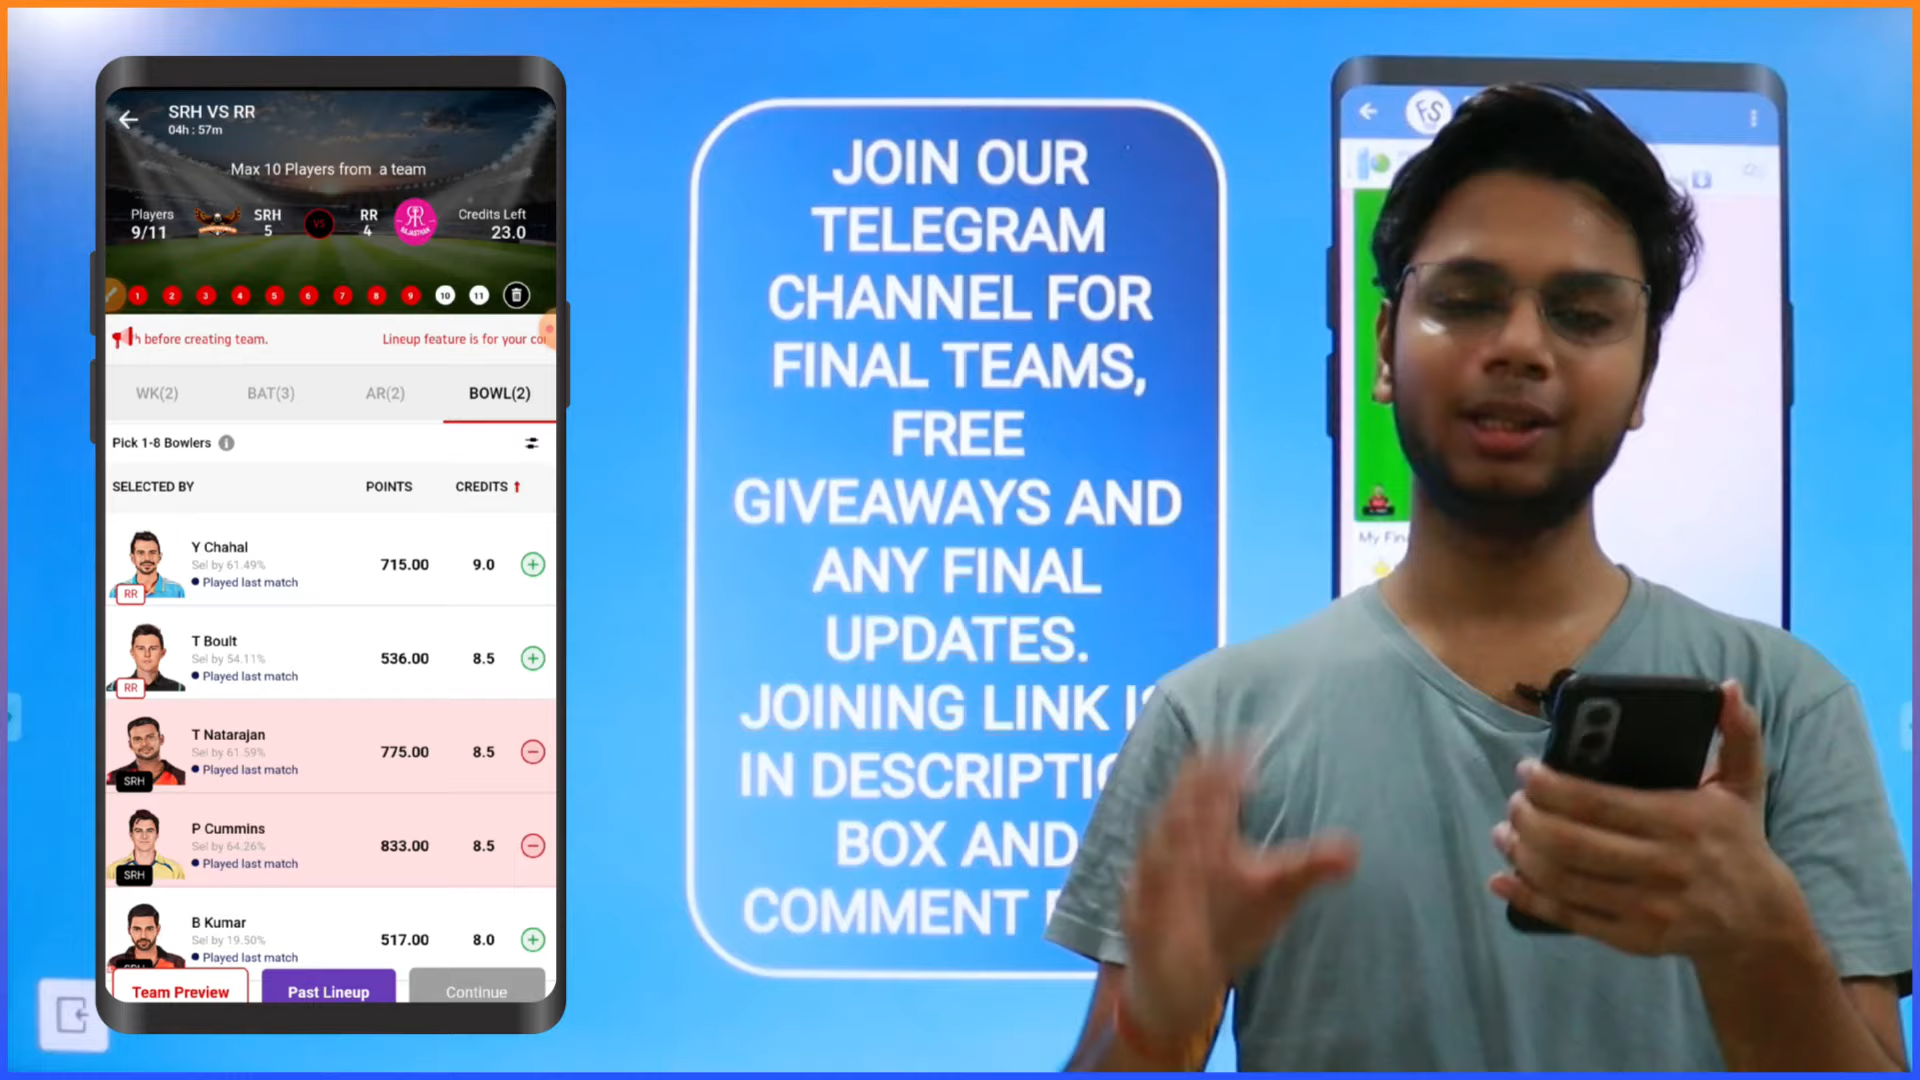 SRH VS RR
04h : 57m
Max 10 Players from a team
Players
9/11
SRH
5
VS
RR
4
RAJASTHAN
Credits Left
23.0
1 2 3 4 5 6 7 8 9 10 11
h before creating team.
Lineup feature is for your co
WK(2)
BAT(3)
AR(2)
BOWL(2)
Pick 1-8 Bowlers
SELECTED BY
POINTS
CREDITS
Y Chahal
Sel by 61.49%
Played last match
RR
715.00
9.0
T Boult
Sel by 54.11%
Played last match
RR
536.00
8.5
T Natarajan
Sel by 61.59%
Played last match
SRH
775.00
8.5
P Cummins
Sel by 64.26%
Played last match
SRH
833.00
8.5
B Kumar
Sel by 19.50%
Played last match
517.00
8.0
Team Preview
Past Lineup
Continue
JOIN OUR
TELEGRAM
CHANNEL FOR
FINAL TEAMS,
FREE
GIVEAWAYS AND
ANY FINAL
UPDATES.
JOINING LINK IS
IN DESCRIPTIO
BOX AND
COMMENT
FS
My Fin